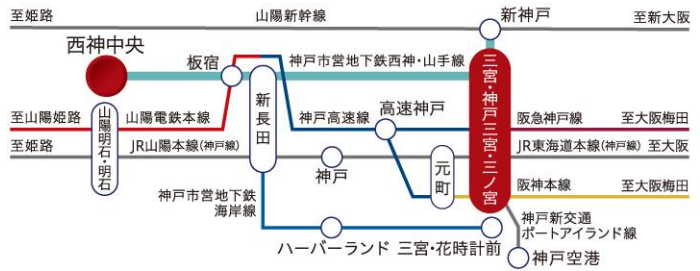 至姫路
山陽新幹線
新神戸
至新大阪
西神中央
板宿
神戸市営地下鉄西神・山手線
三宮・神戸三宮・三ノ宮
新長田
高速神戸
至山陽姫路
山陽明石・明石
山陽電鉄本線
神戸高速線
阪急神戸線
至大阪梅田
至姫路
JR山陽本線(神戸線)
神戸
元町
JR東海道本線(神戸線)
至大阪
阪神本線
至大阪梅田
神戸市営地下鉄
海岸線
神戸新交通
ポートアイランド線
ハーバーランド
三宮・花時計前
神戸空港